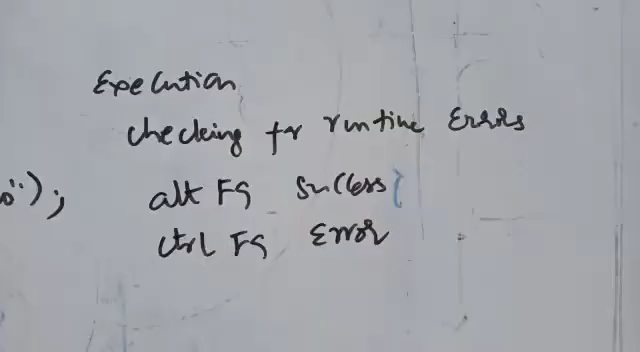 Execution
checking for runtime Errors
o"); alt F9 Success
ctrl F9 Error